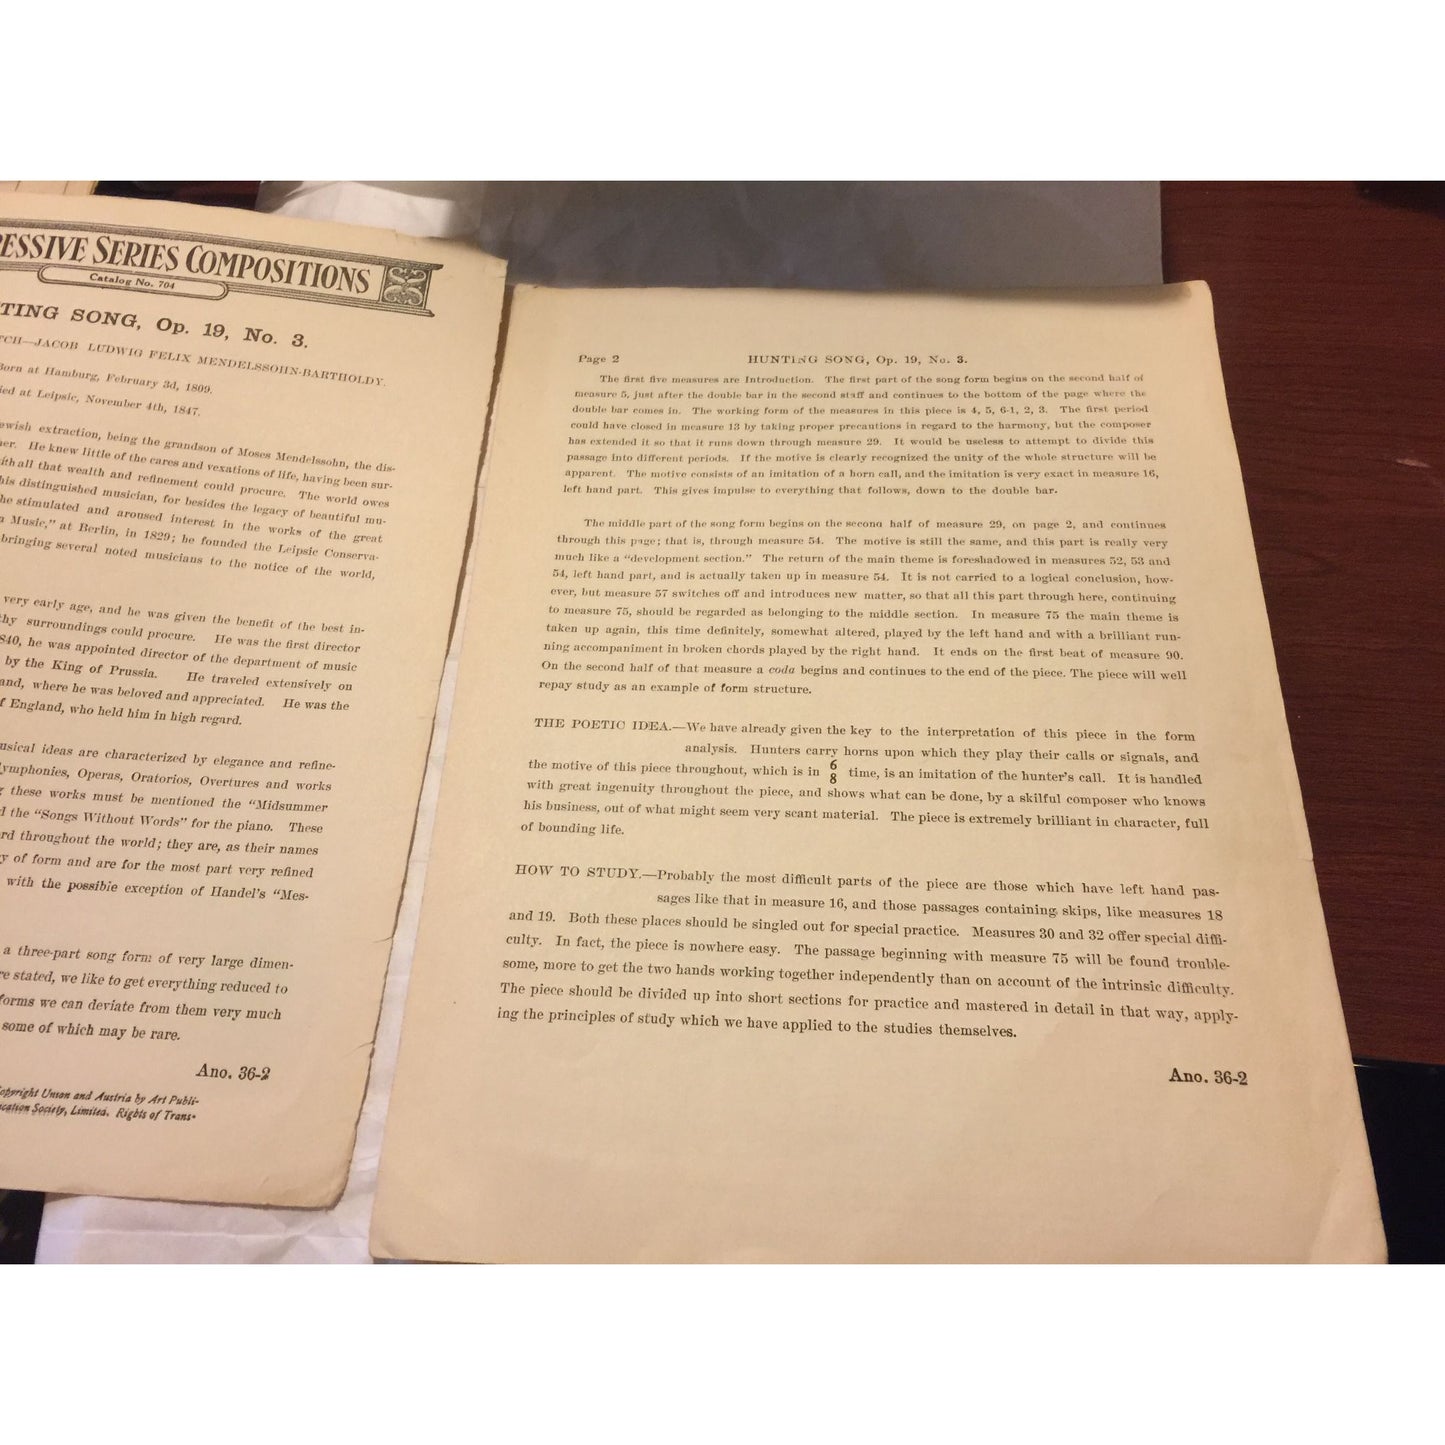 ESSIVE SERIES COMPOSITIONS
Catalog No. 704
TING SONG, Op. 19, No. 3.
TCH—JACOB LUDWIG FELIX MENDELSSOHN-BARTHOLDY.
Born at Hamburg, February 3d, 1809.
ied at Leipsic, November 4th, 1847.
ewish extraction, being the grandson of Moses Mendelssohn, the dis-
her. He knew little of the cares and vexations of life, having been sur-
ith all that wealth and refinement could procure. The world owes
his distinguished musician, for besides the legacy of beautiful mu-
he stimulated and aroused interest in the works of the great
n Music," at Berlin, in 1829; he founded the Leipsic Conserva-
bringing several noted musicians to the notice of the world,
very early age, and he was given the benefit of the best in-
thy surroundings could procure. He was the first director
840, he was appointed director of the department of music
by the King of Prussia. He traveled extensively on
and, where he was beloved and appreciated. He was the
f England, who held him in high regard.
usical ideas are characterized by elegance and refine-
ymphonies, Operas, Oratorios, Overtures and works
g these works must be mentioned the "Midsummer
d the "Songs Without Words" for the piano. These
rd throughout the world; they are, as their names
y of form and are for the most part very refined
with the possible exception of Handel's "Mes-
a three-part song form of very large dimen-
re stated, we like to get everything reduced to
forms we can deviate from them very much
some of which may be rare.
Ano. 36-2
opyright Union and Austria by Art Publi-
ucation Society, Limited. Rights of Trans-
Page 2 HUNTING SONG, Op. 19, No. 3.
The first five measures are Introduction. The first part of the song form begins on the second half of
measure 5, just after the double bar in the second staff and continues to the bottom of the page where the
double bar comes in. The working form of the measures in this piece is 4, 5, 6-1, 2, 3. The first period
could have closed in measure 13 by taking proper precautions in regard to the harmony, but the composer
has extended it so that it runs down through measure 29. It would be useless to attempt to divide this
passage into different periods. If the motive is clearly recognized the unity of the whole structure will be
apparent. The motive consists of an imitation of a horn call, and the imitation is very exact in measure 16,
left hand part. This gives impulse to everything that follows, down to the double bar.
The middle part of the song form begins on the second half of measure 29, on page 2, and continues
through this page; that is, through measure 54. The motive is still the same, and this part is really very
much like a "development section." The return of the main theme is foreshadowed in measures 52, 53 and
54, left hand part, and is actually taken up in measure 54. It is not carried to a logical conclusion, how-
ever, but measure 57 switches off and introduces new matter, so that all this part through here, continuing
to measure 75, should be regarded as belonging to the middle section. In measure 75 the main theme is
taken up again, this time definitely, somewhat altered, played by the left hand and with a brilliant run-
ning accompaniment in broken chords played by the right hand. It ends on the first beat of measure 90.
On the second half of that measure a coda begins and continues to the end of the piece. The piece will well
repay study as an example of form structure.
THE POETIC IDEA.—We have already given the key to the interpretation of this piece in the form
analysis. Hunters carry horns upon which they play their calls or signals, and
the motive of this piece throughout, which is in 6/8 time, is an imitation of the hunter's call. It is handled
with great ingenuity throughout the piece, and shows what can be done, by a skilful composer who knows
his business, out of what might seem very scant material. The piece is extremely brilliant in character, full
of bounding life.
HOW TO STUDY.—Probably the most difficult parts of the piece are those which have left hand pas-
sages like that in measure 16, and those passages containing skips, like measures 18
and 19. Both these places should be singled out for special practice. Measures 30 and 32 offer special diffi-
culty. In fact, the piece is nowhere easy. The passage beginning with measure 75 will be found trouble-
some, more to get the two hands working together independently than on account of the intrinsic difficulty.
The piece should be divided up into short sections for practice and mastered in detail in that way, apply-
ing the principles of study which we have applied to the studies themselves.
Ano. 36-2